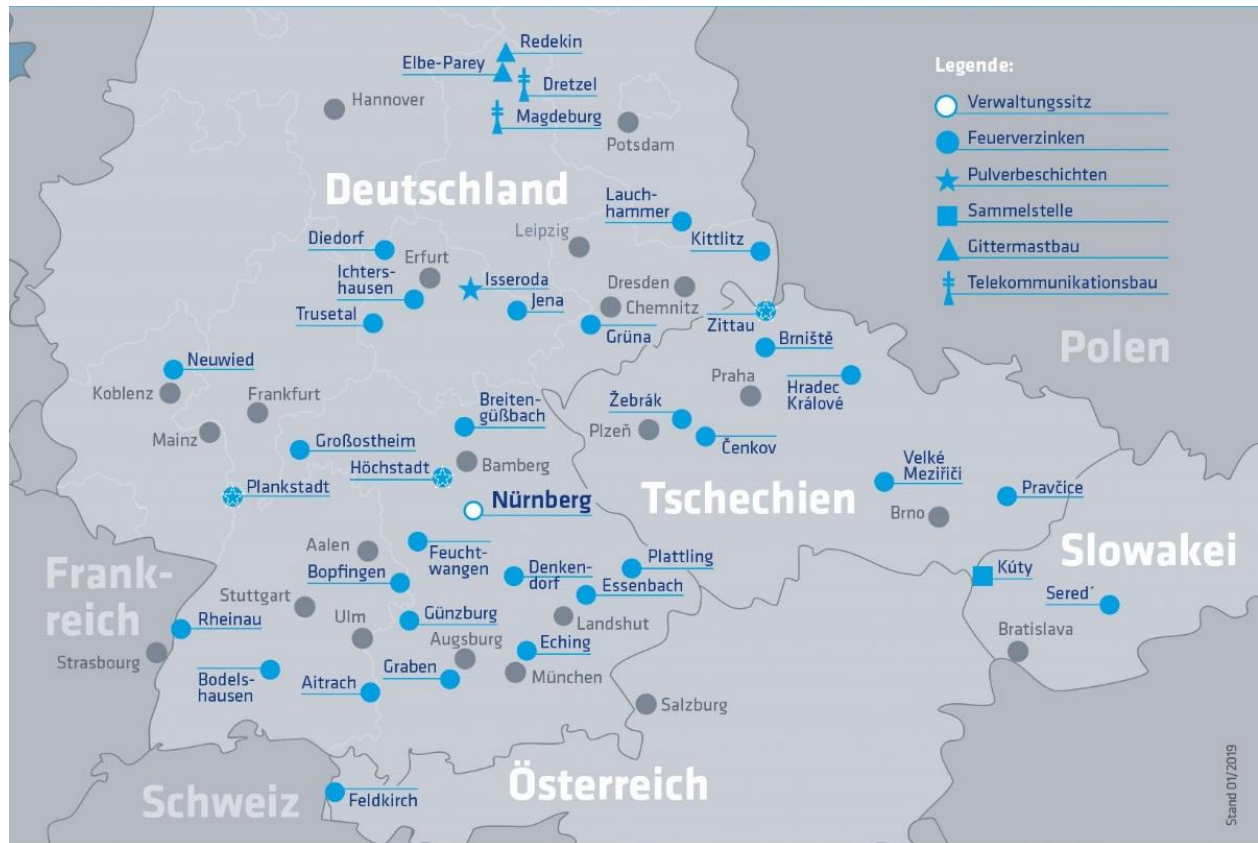 Redekin
Elbe-Parey
Dretzel
Hannover
Magdeburg
Potsdam
Legende:
Verwaltungssitz
Feuerverzinken
Pulverbeschichten
Sammelstelle
Gittermastbau
Telekommunikationsbau
Deutschland
Lauch-
hammer
Leipzig
Kittlitz
Diedorf
Erfurt
Ichters-
hausen
Isseroda
Jena
Dresden
Chemnitz
Trusetal
Grüna
Zittau
Brniště
Polen
Neuwied
Koblenz
Frankfurt
Mainz
Praha
Hradec
Králové
Breiten-
güßbach
Žebrák
Plzeň
Čenkov
Großostheim
Höchstadt
Bamberg
Plankstadt
Nürnberg
Tschechien
Velké
Meziřiči
Pravčice
Brno
Slowakei
Frank-
reich
Aalen
Feucht-
wangen
Bopfingen
Denken-
dorf
Plattling
Essenbach
Kúty
Sered´
Stuttgart
Ulm
Günzburg
Landshut
Rheinau
Augsburg
Eching
Bratislava
Strasbourg
Bodels-
hausen
Aitrach
Graben
München
Salzburg
Österreich
Schweiz
Feldkirch
Stand 01/2019